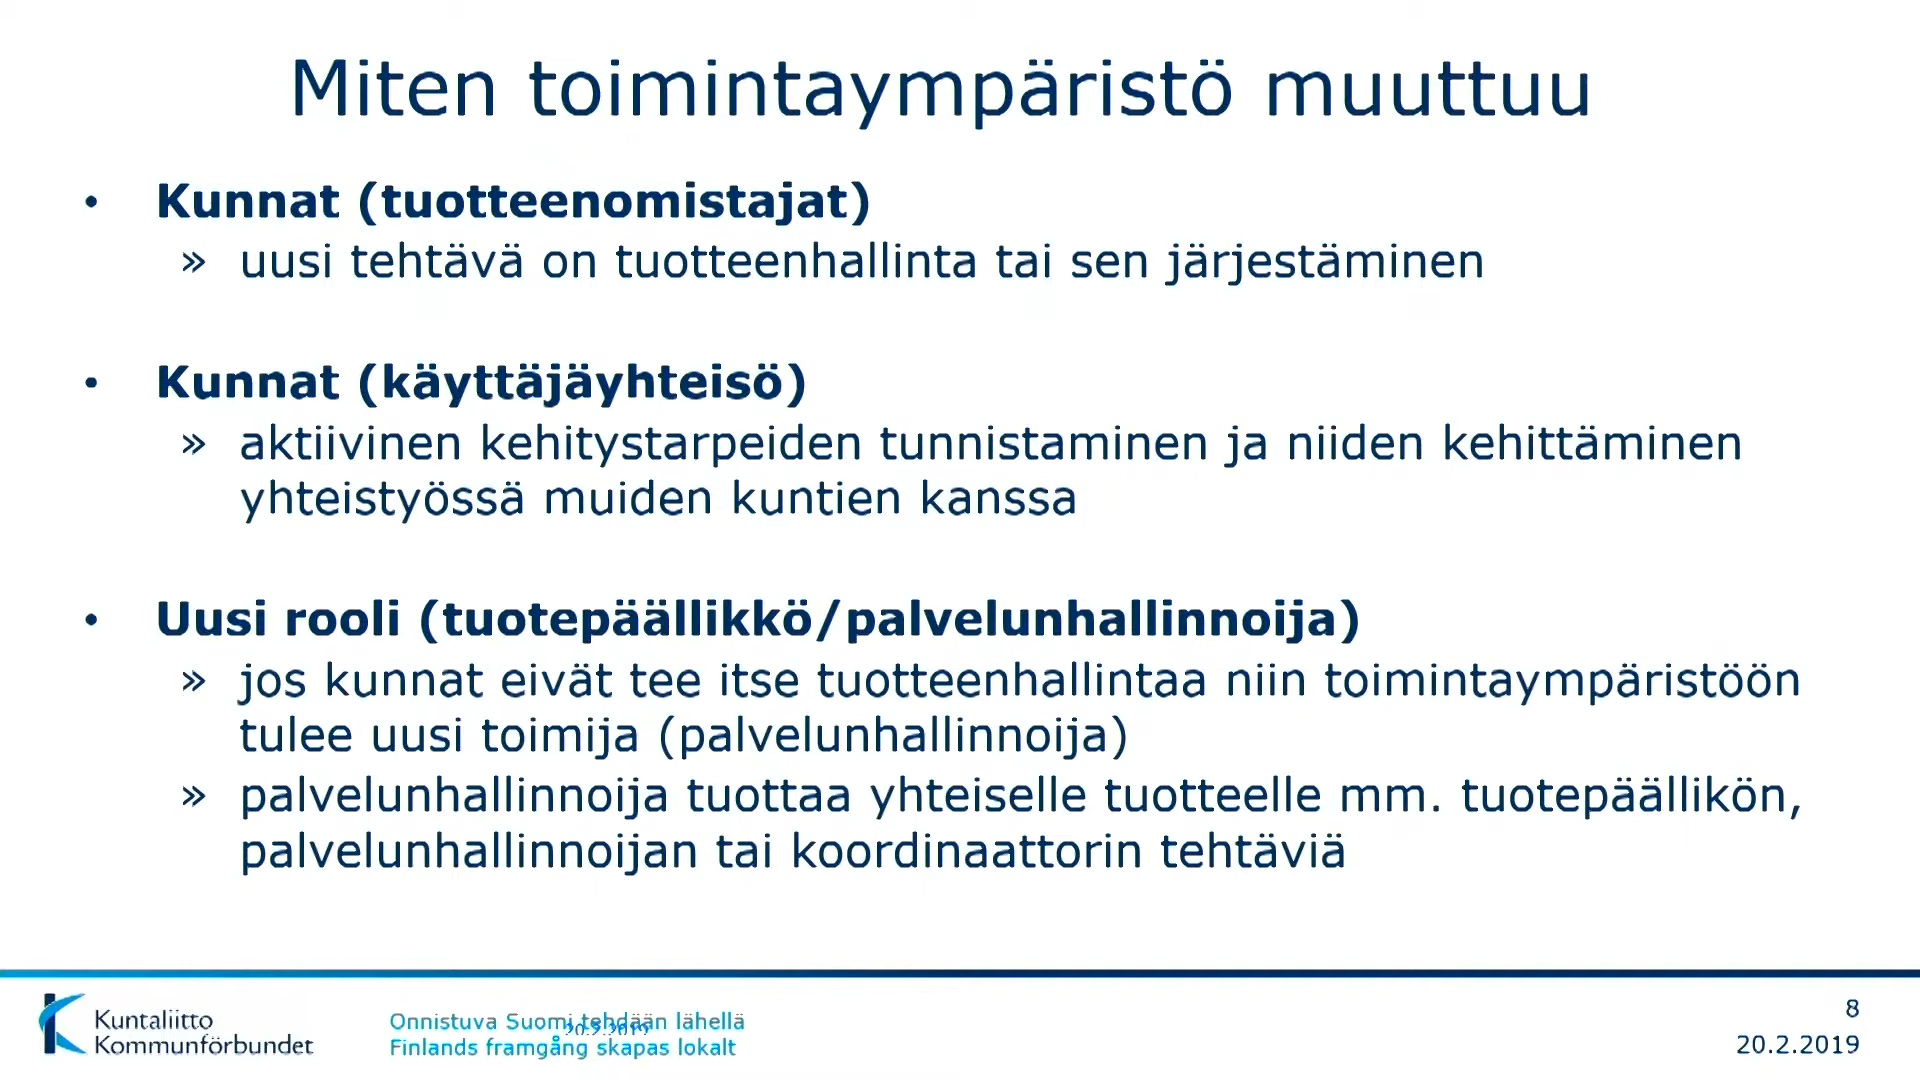 Miten toimintaympäristö muuttuu
• Kunnat (tuotteenomistajat)
» uusi tehtävä on tuotteenhallinta tai sen järjestäminen
• Kunnat (käyttäjäyhteisö)
» aktiivinen kehitystarpeiden tunnistaminen ja niiden kehittäminen
yhteistyössä muiden kuntien kanssa
• Uusi rooli (tuotepäällikkö/palvelunhallinnoija)
» jos kunnat eivät tee itse tuotteenhallintaa niin toimintaympäristöön
tulee uusi toimija (palvelunhallinnoija)
» palvelunhallinnoija tuottaa yhteiselle tuotteelle mm. tuotepäällikön,
palvelunhallinnoijan tai koordinaattorin tehtäviä
Kuntaliitto
Kommunförbundet
Onnistuva Suomi tehdään lähellä
20.2.2019
Finlands framgång skapas lokalt
8
20.2.2019